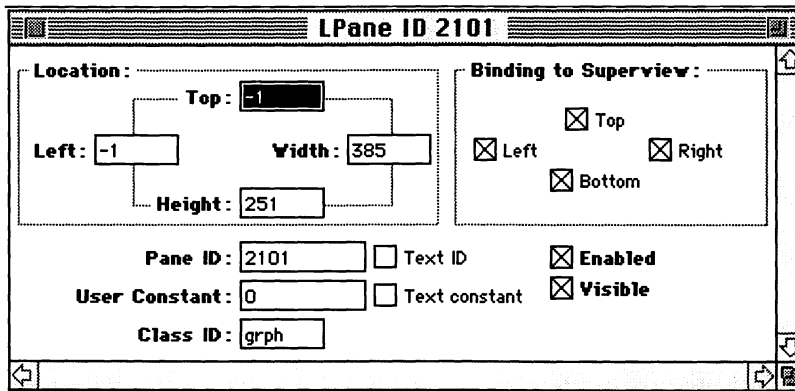 LPane ID 2101
Location:
Binding to Superview:
Top: -1
Top
Left: -1
Width: 385
Left
Right
Bottom
Height: 251
Pane ID: 2101
Text ID
Enabled
User Constant: 0
Text constant
Visible
Class ID: grph